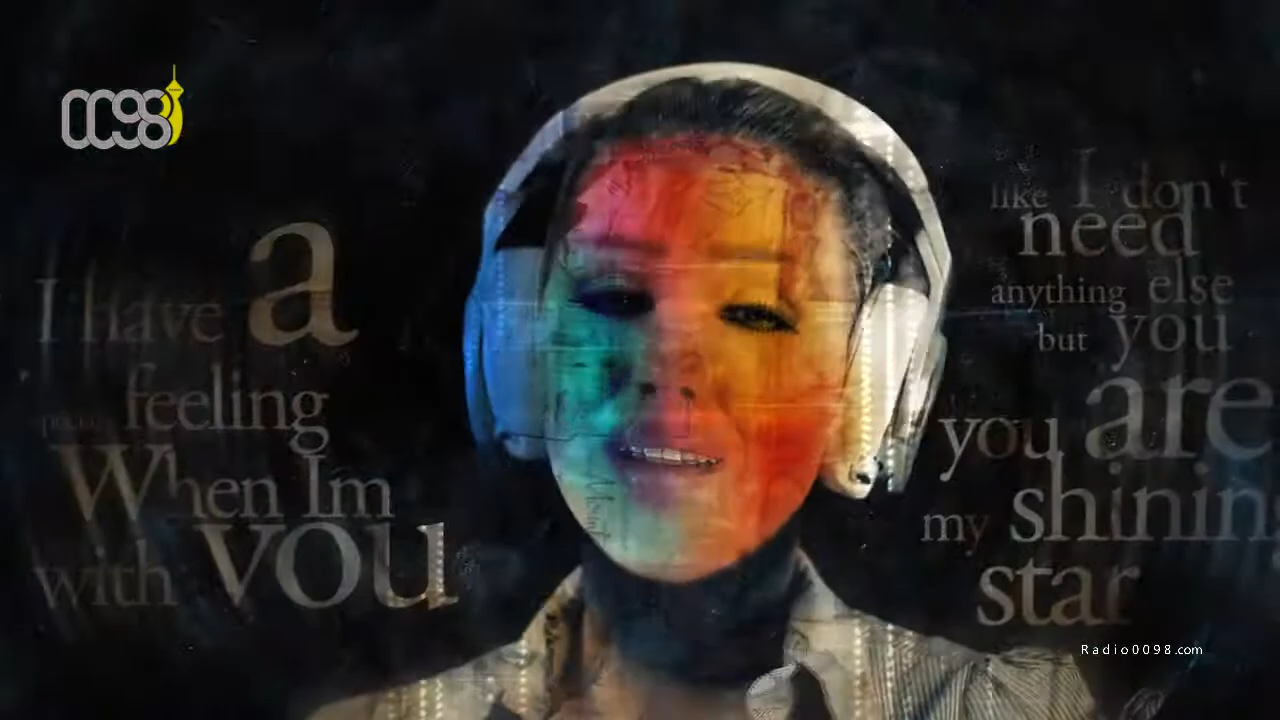 0098
I have a
feeling
When Im
with you
like I don't
need
anything else
but you
you are
my shinin
star
Radio0098.com